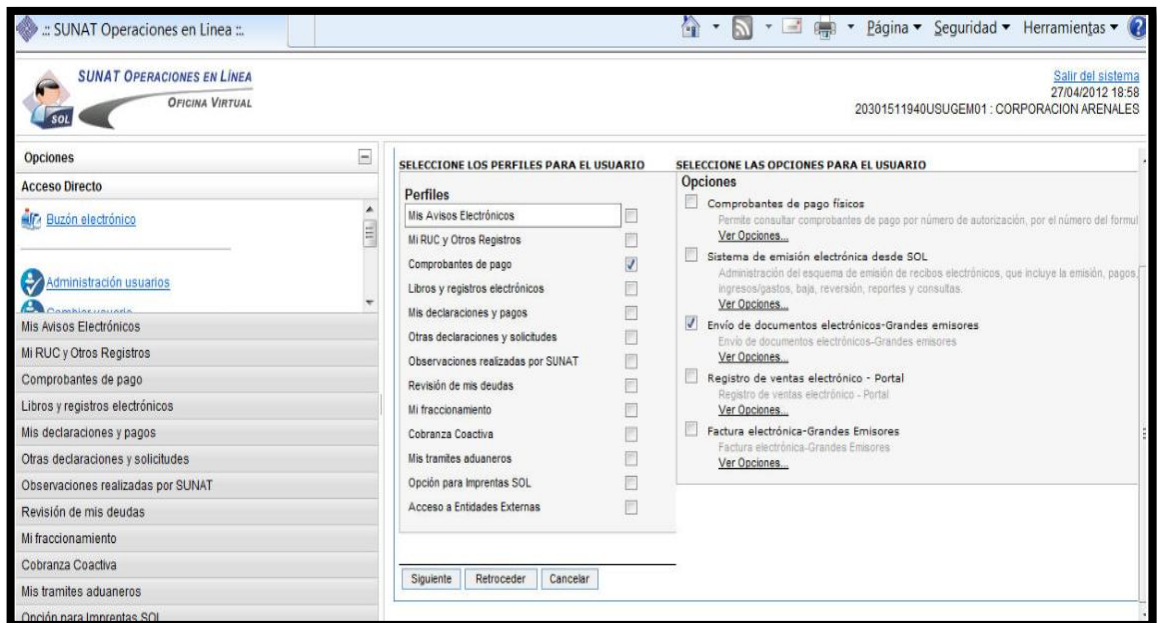 .:: SUNAT Operaciones en Linea ::.
Página
Seguridad
Herramientas
SUNAT OPERACIONES EN LÍNEA
OFICINA VIRTUAL
SOL
Salir del sistema
27/04/2012 18:58
20301511940USUGEM01 : CORPORACION ARENALES
Opciones
Acceso Directo
Buzón electrónico
Administración usuarios
Cambiar usuario
Mis Avisos Electrónicos
Mi RUC y Otros Registros
Comprobantes de pago
Libros y registros electrónicos
Mis declaraciones y pagos
Otras declaraciones y solicitudes
Observaciones realizadas por SUNAT
Revisión de mis deudas
Mi fraccionamiento
Cobranza Coactiva
Mis tramites aduaneros
Opción para Imprentas SOL
SELECCIONE LOS PERFILES PARA EL USUARIO
Perfiles
Mis Avisos Electrónicos
Mi RUC y Otros Registros
Comprobantes de pago
Libros y registros electrónicos
Mis declaraciones y pagos
Otras declaraciones y solicitudes
Observaciones realizadas por SUNAT
Revisión de mis deudas
Mi fraccionamiento
Cobranza Coactiva
Mis tramites aduaneros
Opción para Imprentas SOL
Acceso a Entidades Externas
Siguiente
Retroceder
Cancelar
SELECCIONE LAS OPCIONES PARA EL USUARIO
Opciones
Comprobantes de pago físicos
Permite consultar comprobantes de pago por número de autorización, por el número del formul
Ver Opciones...
Sistema de emisión electrónica desde SOL
Administración del esquema de emisión de recibos electrónicos, que incluye la emisión, pagos,
ingresos/gastos, baja, reversión, reportes y consultas.
Ver Opciones...
Envío de documentos electrónicos-Grandes emisores
Envío de documentos electrónicos-Grandes emisores
Ver Opciones...
Registro de ventas electrónico - Portal
Registro de ventas electrónico - Portal
Ver Opciones...
Factura electrónica-Grandes Emisores
Factura electrónica-Grandes Emisores
Ver Opciones...